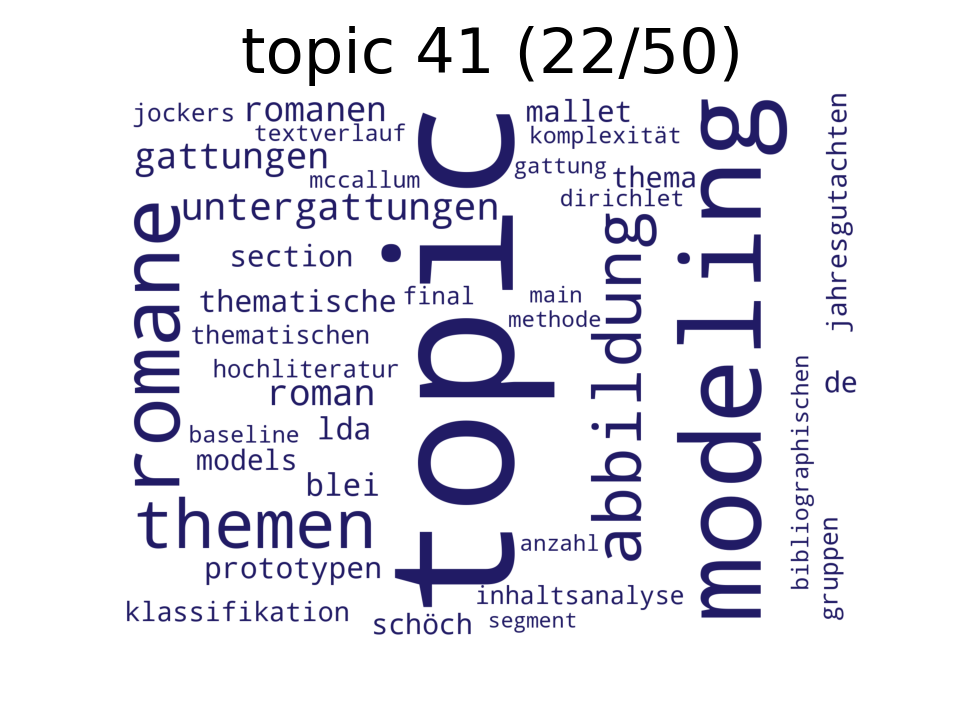 topic 41 (22/50)
jockers
romanen
textverlauf
gattungen
mccallum
untergattungen
section
thematische
final
thematischen
hochliteratur
roman
baseline
lda
models
blei
romane
themen
prototypen
klassifikation
schöch
topic
mallet
komplexität
gattung
thema
dirichlet
main
methode
abbildung
anzahl
inhaltsanalyse
segment
modeling
jahresgutachten
de
bibliographischen
gruppen